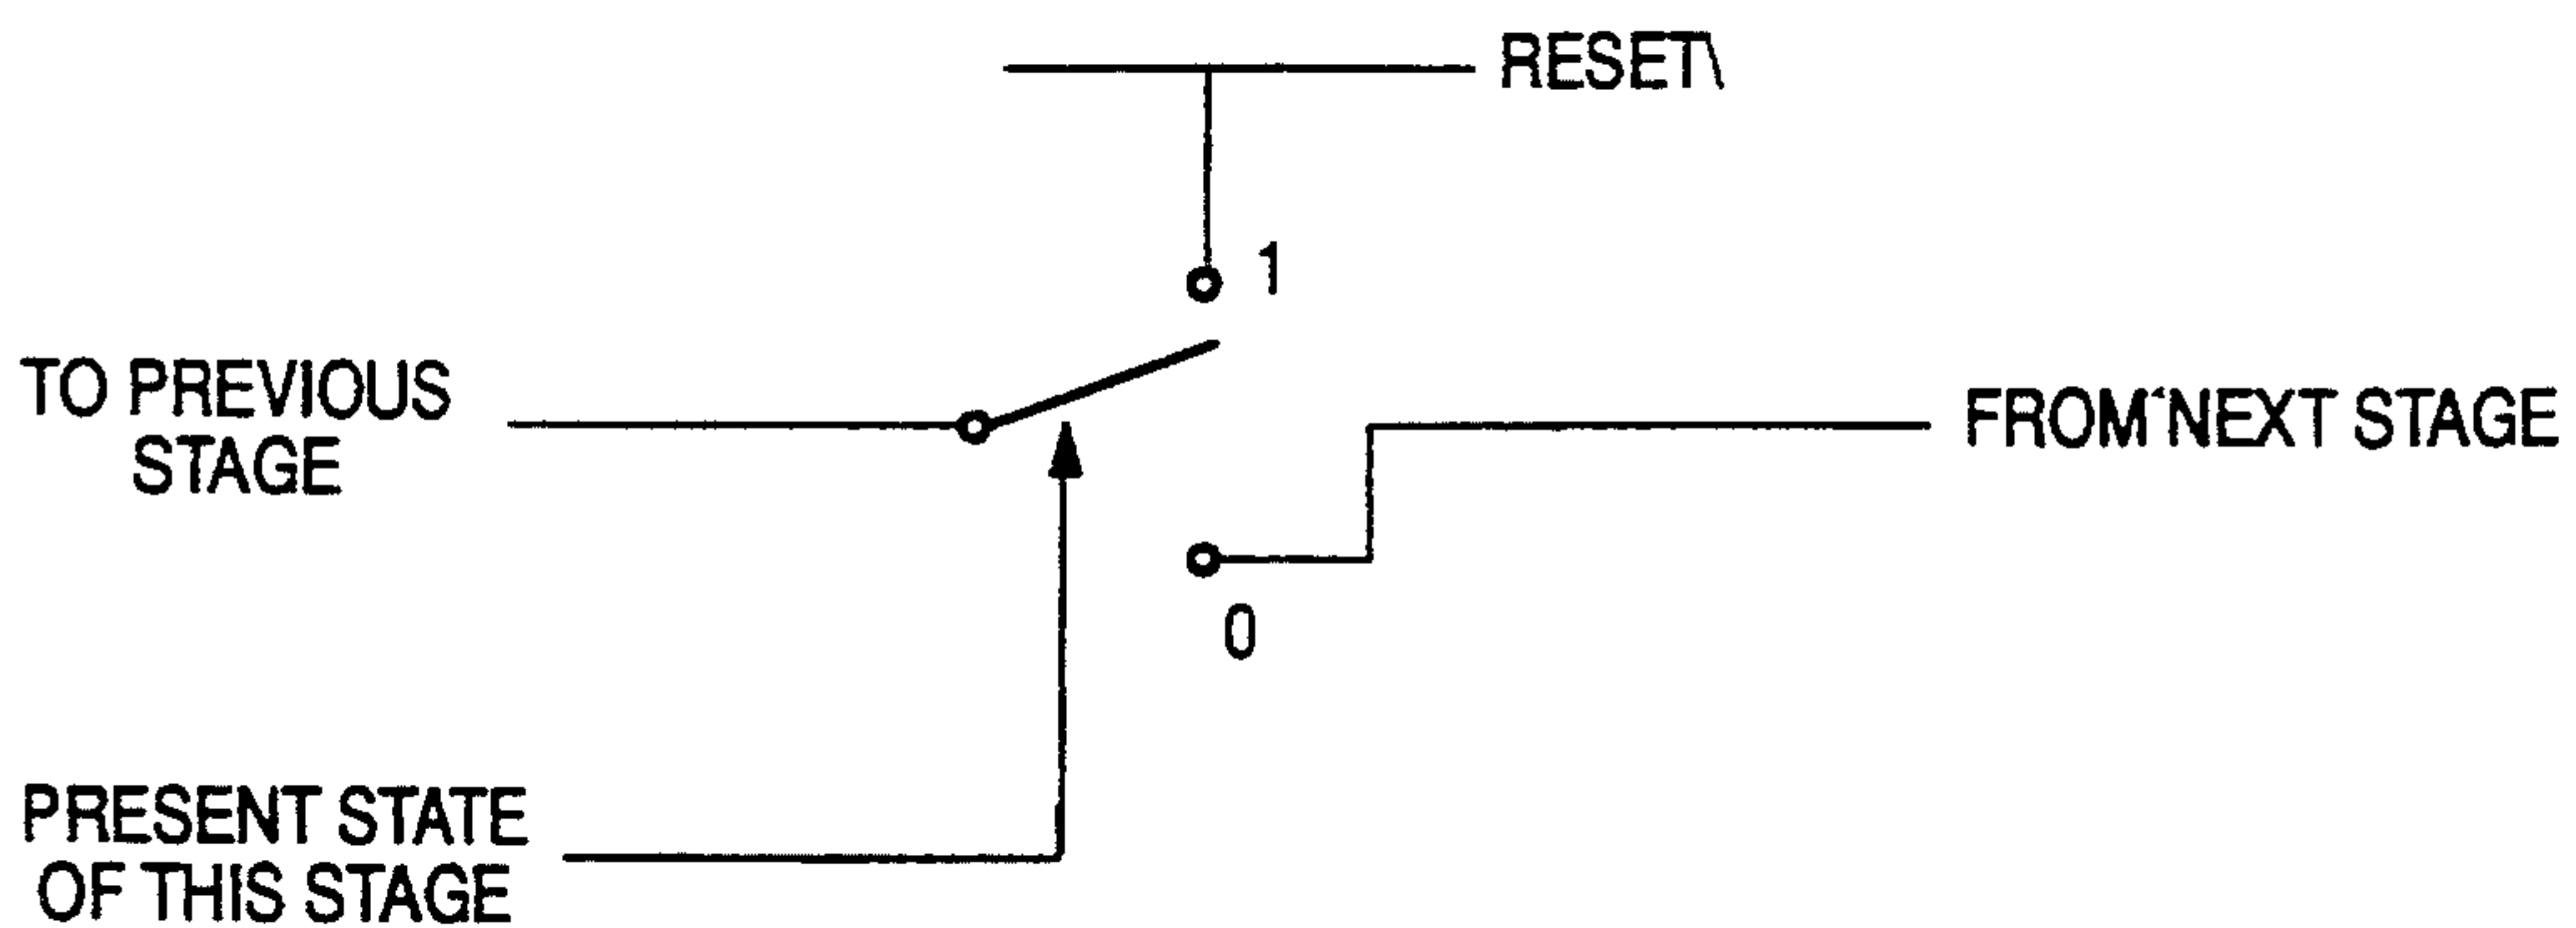 RESET\
1
TO PREVIOUS
STAGE
FROM NEXT STAGE
0
PRESENT STATE
OF THIS STAGE